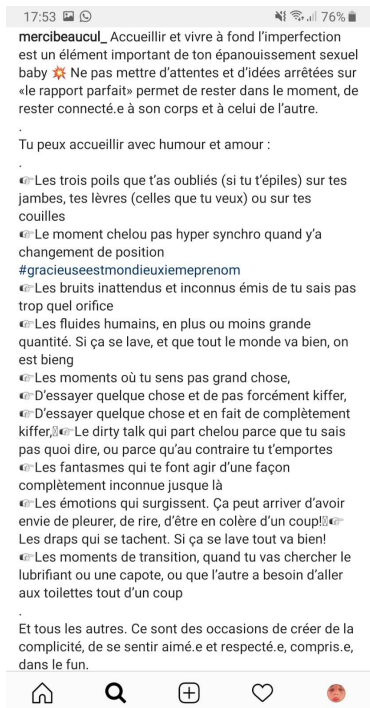 17:53 76%
mercibeaucul_ Accueillir et vivre à fond l'imperfection
est un élément important de ton épanouissement sexuel
baby 💥 Ne pas mettre d'attentes et d'idées arrêtées sur
«le rapport parfait» permet de rester dans le moment, de
rester connecté.e à son corps et à celui de l'autre.
.
Tu peux accueillir avec humour et amour :
.
👉Les trois poils que t'as oubliés (si tu t'épiles) sur tes
jambes, tes lèvres (celles que tu veux) ou sur tes
couilles
👉Le moment chelou pas hyper synchro quand y'a
changement de position
#gracieuseestmondieuxiemeprenom
👉Les bruits inattendus et inconnus émis de tu sais pas
trop quel orifice
👉Les fluides humains, en plus ou moins grande
quantité. Si ça se lave, et que tout le monde va bien, on
est bieng
👉Les moments où tu sens pas grand chose,
👉D'essayer quelque chose et de pas forcément kiffer,
👉D'essayer quelque chose et en fait de complètement
kiffer,👉Le dirty talk qui part chelou parce que tu sais
pas quoi dire, ou parce qu'au contraire tu t'emportes
👉Les fantasmes qui te font agir d'une façon
complètement inconnue jusque là
👉Les émotions qui surgissent. Ça peut arriver d'avoir
envie de pleurer, de rire, d'être en colère d'un coup!👉
Les draps qui se tachent. Si ça se lave tout va bien!
👉Les moments de transition, quand tu vas chercher le
lubrifiant ou une capote, ou que l'autre a besoin d'aller
aux toilettes tout d'un coup
.
Et tous les autres. Ce sont des occasions de créer de la
complicité, de se sentir aimé.e et respecté.e, compris.e,
dans le fun.